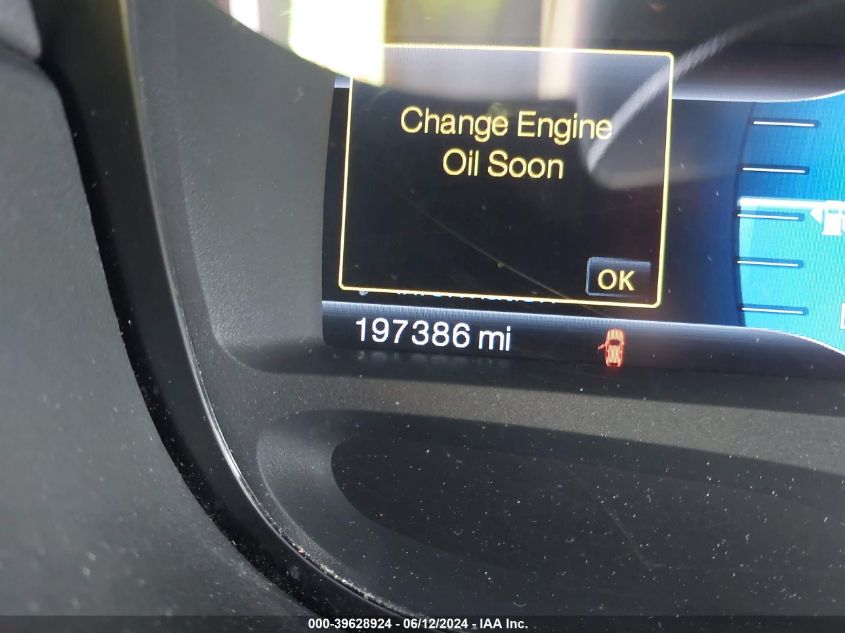 Change Engine
Oil Soon
OK
197386 mi
000-39628924 - 06/12/2024 - IAA Inc.